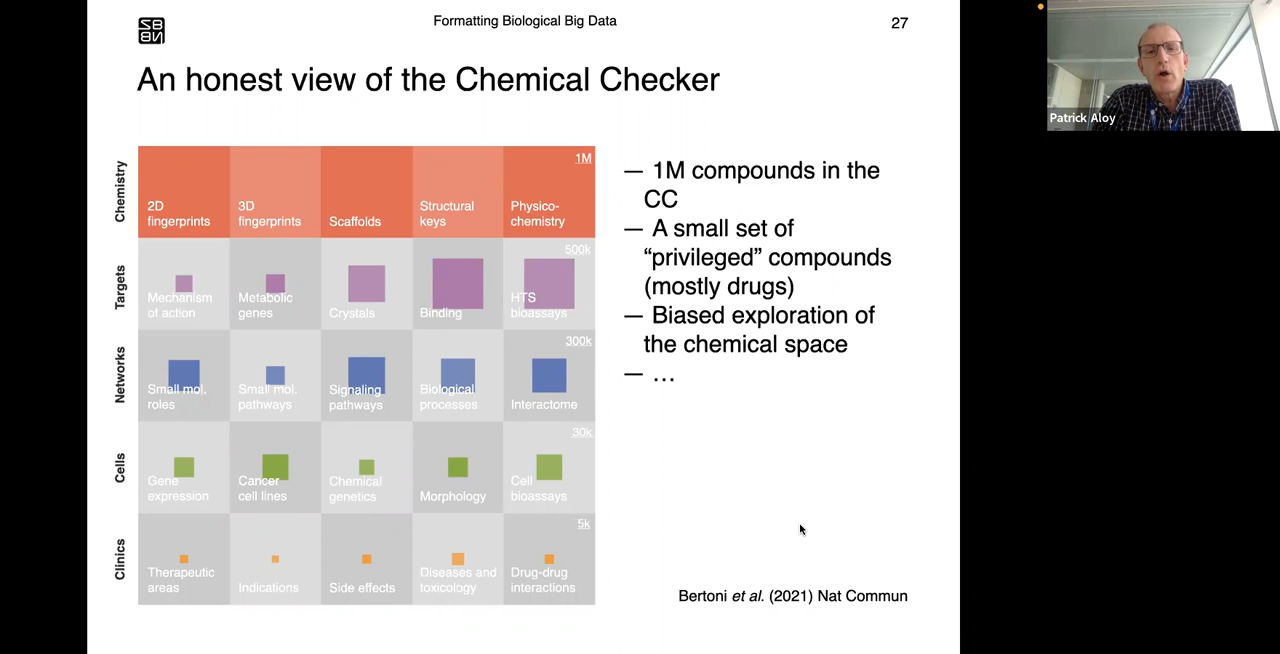 Formatting Biological Big Data
27
An honest view of the Chemical Checker
Patrick Aloy
Chemistry
1M
2D
fingerprints
3D
fingerprints
Scaffolds
Structural
keys
Physico-
chemistry
Targets
500k
Mechanism
of action
Metabolic
genes
Crystals
Binding
HTS
bioassays
Networks
300k
Small mol.
roles
Small mol.
pathways
Signaling
pathways
Biological
processes
Interactome
Cells
30k
Gene
expression
Cancer
cell lines
Chemical
genetics
Morphology
Cell
bioassays
Clinics
5k
Therapeutic
areas
Indications
Side effects
Diseases and
toxicology
Drug-drug
interactions
— 1M compounds in the
CC
— A small set of
“privileged” compounds
(mostly drugs)
— Biased exploration of
the chemical space
— …
Bertoni et al. (2021) Nat Commun